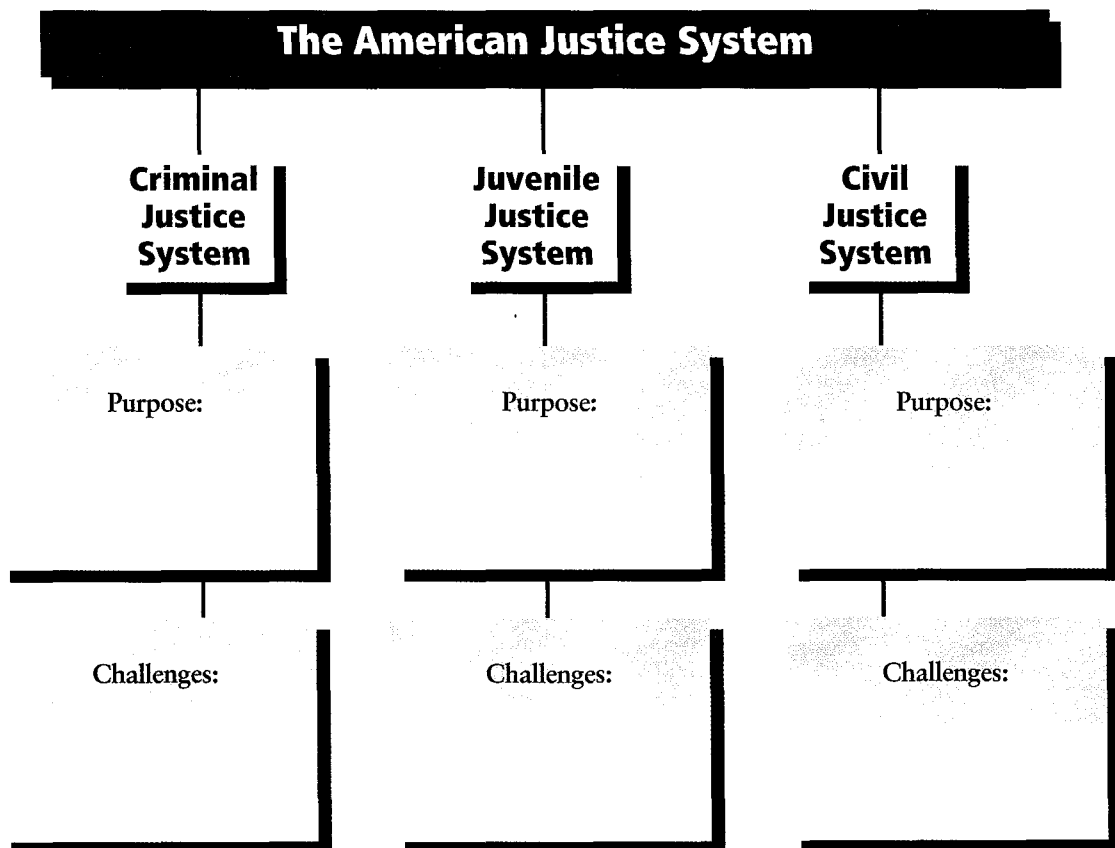 The American Justice System
Criminal
Justice
System
Juvenile
Justice
System
Civil
Justice
System
Purpose:
Purpose:
Purpose:
Challenges:
Challenges:
Challenges: